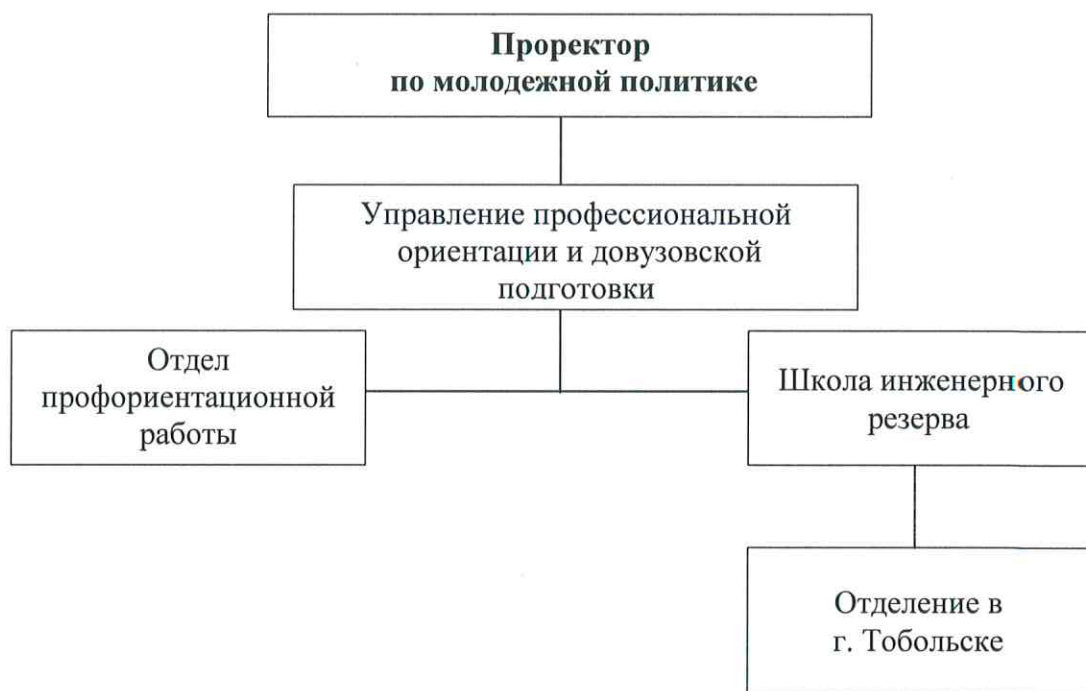 Проректор
по молодежной политике
Управление профессиональной
ориентации и довузовской
подготовки
Отдел
профориентационной
работы
Школа инженерного
резерва
Отделение в
г. Тобольске